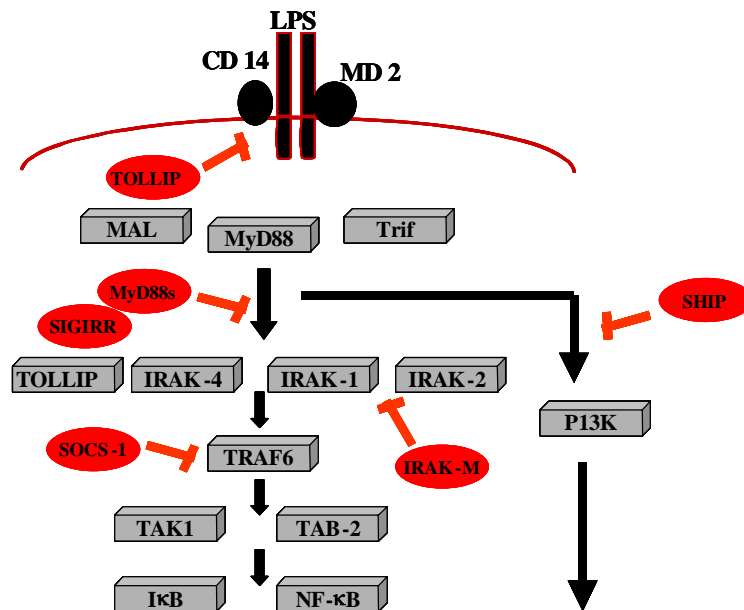 LPS
CD 14
MD 2
TOLLIP
MAL
MyD88
Trif
MyD88s
SIGIRR
SHIP
TOLLIP
IRAK-4
IRAK-1
IRAK-2
P13K
SOCS-1
TRAF6
IRAK-M
TAK1
TAB-2
IκB
NF-κB